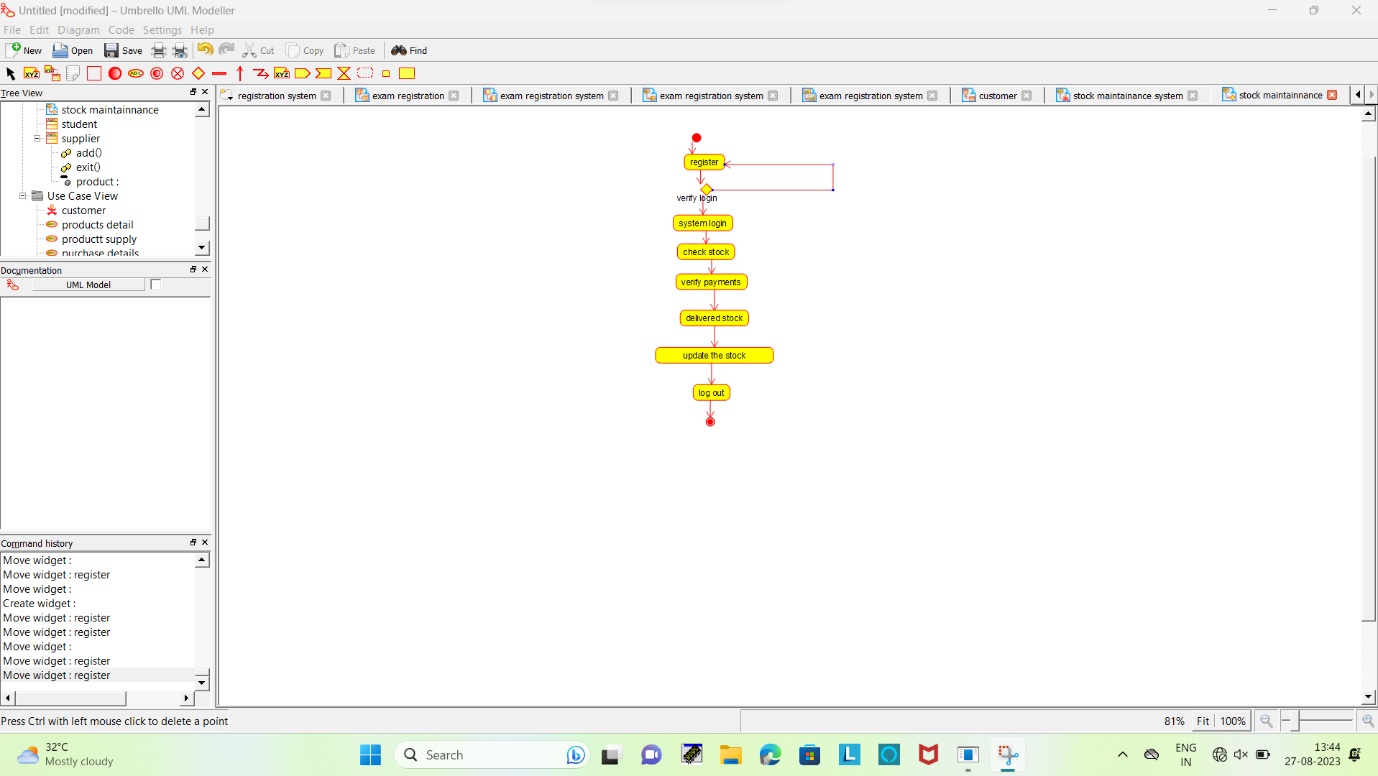 Untitled [modified] – Umbrello UML Modeller
File Edit Diagram Code Settings Help
New Open Save Cut Copy Paste Find
XYZ ABC XYZ
Tree View
registration system exam registration exam registration system exam registration system exam registration system customer stock maintainance system stock maintainnance
stock maintainnance
student
supplier
add()
exit()
product :
Use Case View
customer
products detail
productt supply
purchase details
Documentation
UML Model
Command history
Move widget :
Move widget : register
Move widget :
Create widget :
Move widget : register
Move widget : register
Move widget :
Move widget : register
Move widget : register
register
verify login
system login
check stock
verify payments
delivered stock
update the stock
log out
Press Ctrl with left mouse click to delete a point
81% Fit 100%
32°C
Mostly cloudy
Search
ENG
IN
13:44
27-08-2023